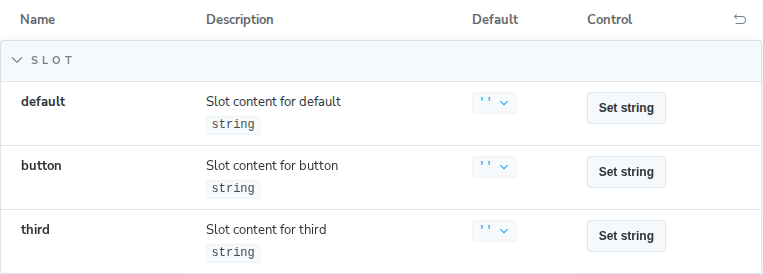 Name Description Default Control
SLOT
default Slot content for default '' Set string
string
button Slot content for button '' Set string
string
third Slot content for third '' Set string
string